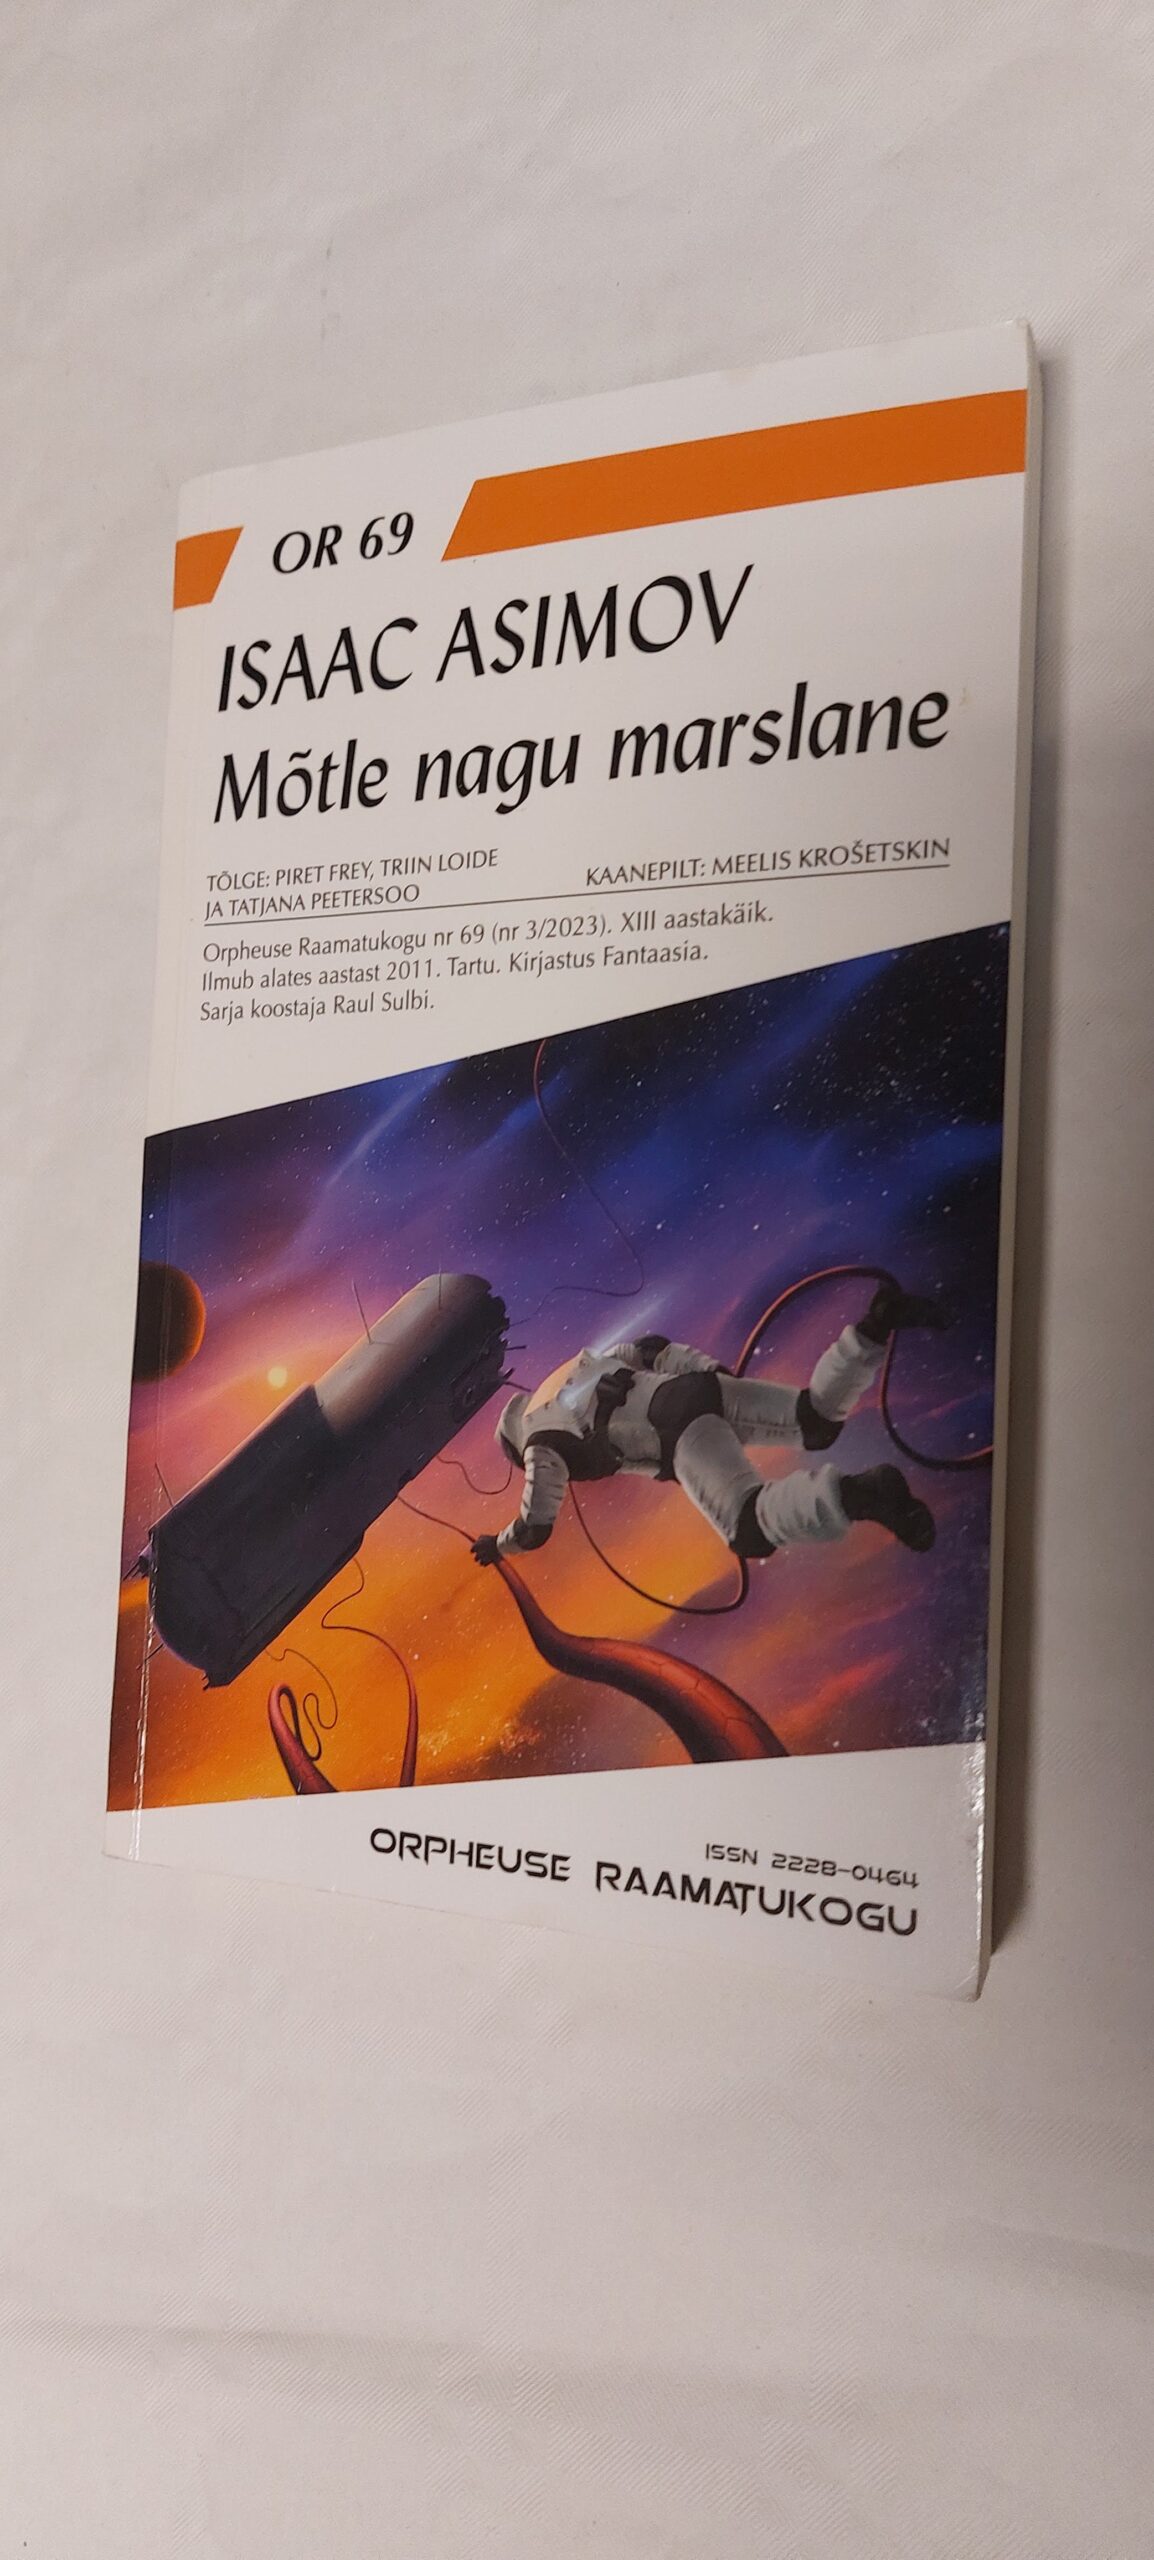 OR 69
ISAAC ASIMOV
Mõtle nagu marslane
TÕLGE: PIRET FREY, TRIIN LOIDE
JA TATJANA PEETERSOO
KAANEPILT: MEELIS KROŠETSKIN
Orpheuse Raamatukogu nr 69 (nr 3/2023). XIII aastakäik.
Ilmub alates aastast 2011. Tartu. Kirjastus Fantaasia.
Sarja koostaja Raul Sulbi.
ISSN 2228-0464
ORPHEUSE RAAMATUKOGU